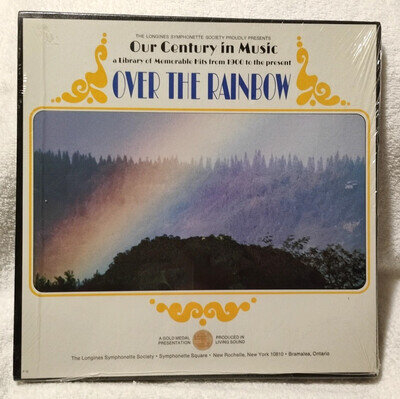 THE LONGINES SYMPHONETTE SOCIETY PROUDLY PRESENTS
Our Century in Music
a Library of Memorable Hits from 1900 to the present
OVER THE RAINBOW
A GOLD MEDAL PRESENTATION
PRODUCED IN LIVING SOUND
The Longines Symphonette Society • Symphonette Square • New Rochelle, New York 10810 • Bramalea, Ontario